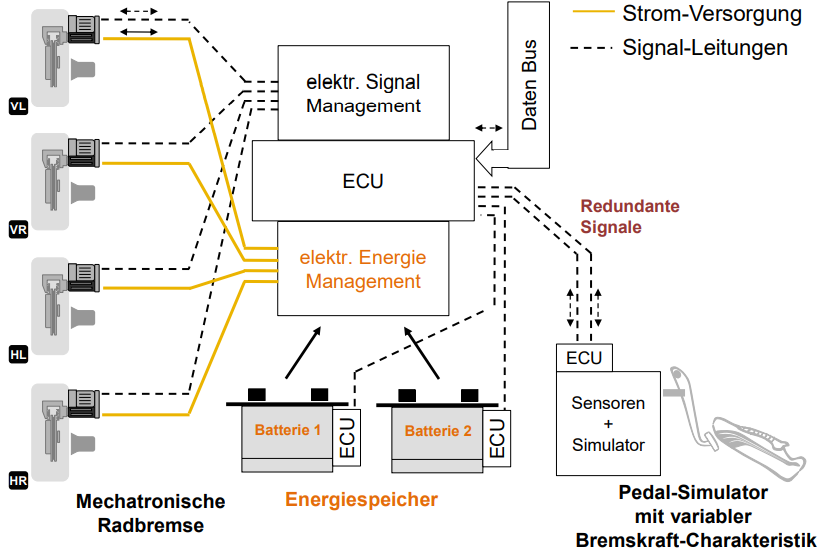 Strom-Versorgung
Signal-Leitungen
VL
VR
HL
HR
elektr. Signal
Management
ECU
elektr. Energie
Management
Daten Bus
Redundante
Signale
Batterie 1
ECU
Batterie 2
ECU
ECU
Sensoren
+
Simulator
Mechatronische
Radbremse
Energiespeicher
Pedal-Simulator
mit variabler
Bremskraft-Charakteristik